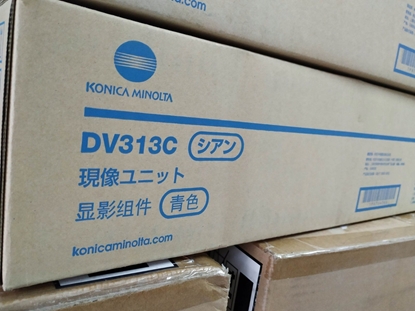 KONICA MINOLTA
DV313C シアン
現像ユニット
显影组件 青色
konicaminolta.com